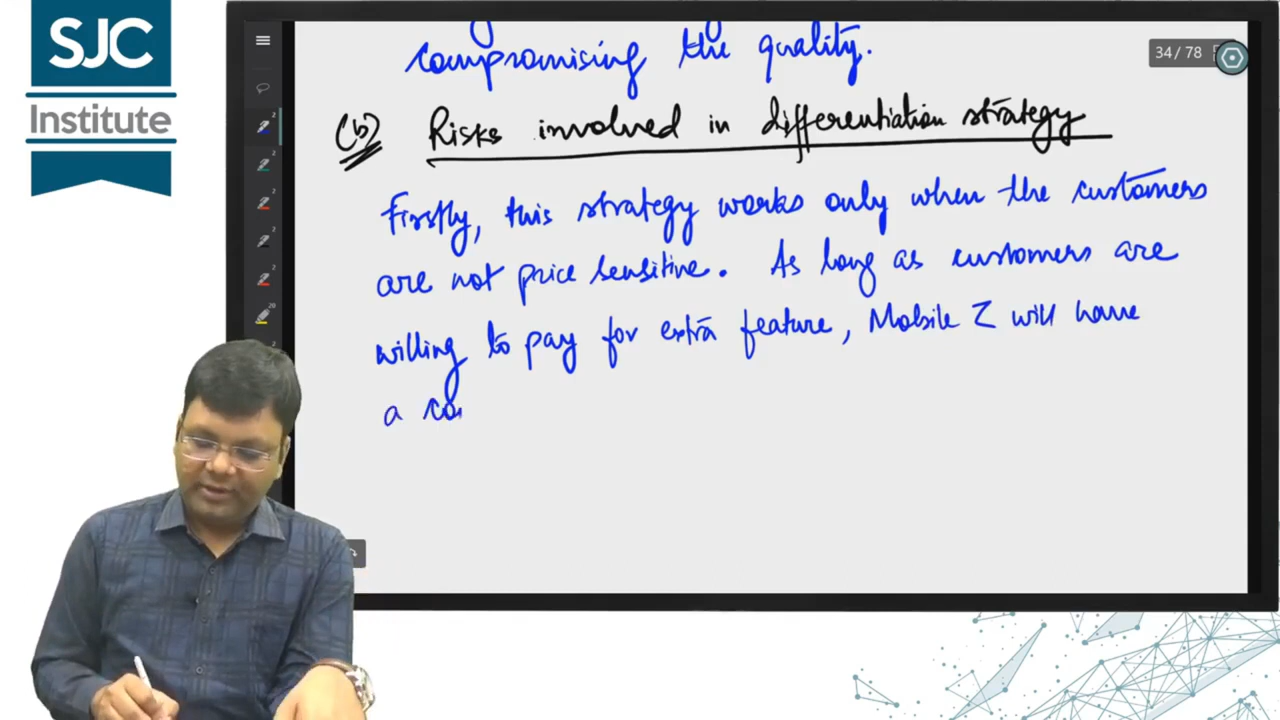 SJC
Institute
34 / 78
compromising the quality.
(b) Risks involved in differentiation strategy
Firstly, this strategy works only when the customers
are not price sensitive. As long as customers are
willing to pay for extra feature, Mobile Z will have
a co